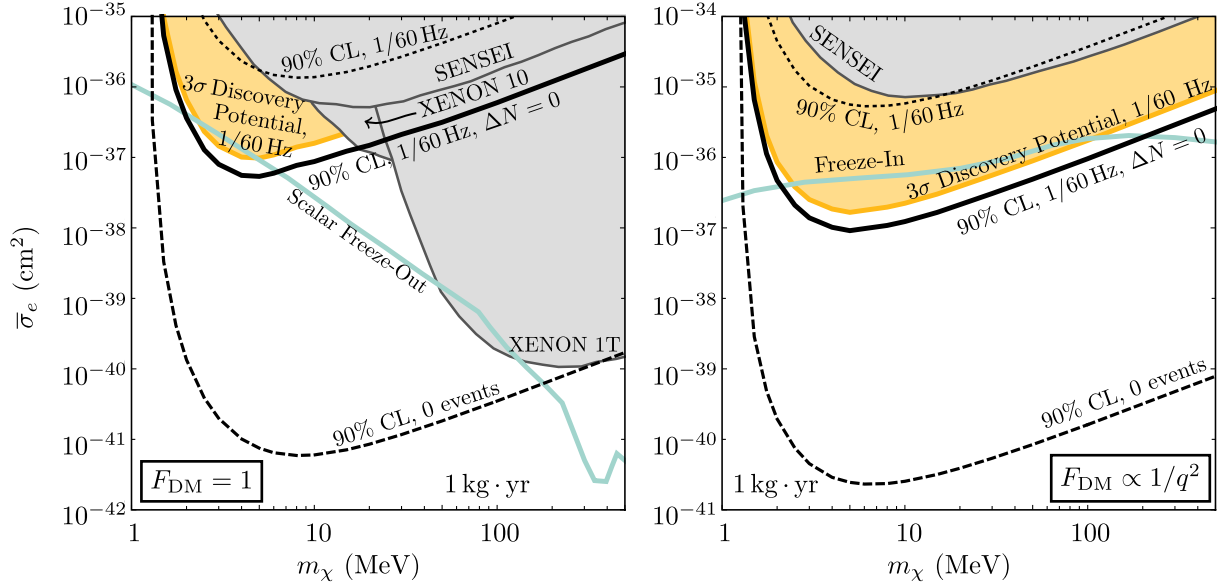 10⁻³⁵
10⁻³⁶
10⁻³⁷
10⁻³⁸
10⁻³⁹
10⁻⁴⁰
10⁻⁴¹
10⁻⁴²
σ̅ₑ (cm²)
90% CL, 1/60 Hz
SENSEI
XENON 10
3σ Discovery
Potential,
1/60 Hz
90% CL, 1/60 Hz, ΔN = 0
Scalar Freeze-Out
XENON 1T
90% CL, 0 events
F_DM = 1
1 kg · yr
1
10
100
m_χ (MeV)
10⁻³⁴
10⁻³⁵
10⁻³⁶
10⁻³⁷
10⁻³⁸
10⁻³⁹
10⁻⁴⁰
10⁻⁴¹
SENSEI
90% CL, 1/60 Hz
Freeze-In
3σ Discovery Potential, 1/60 Hz
90% CL, 1/60 Hz, ΔN = 0
90% CL, 0 events
1 kg · yr
F_DM ∝ 1/q²
1
10
100
m_χ (MeV)